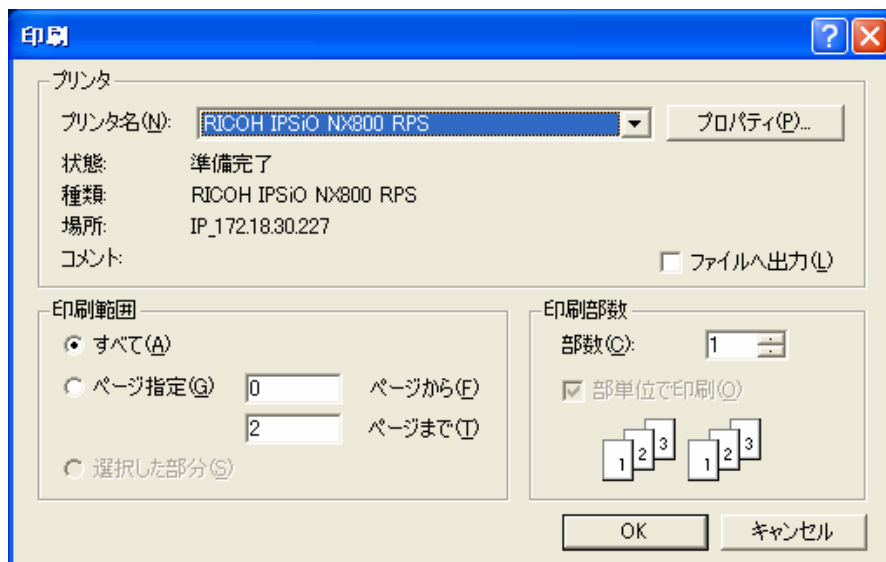 印刷
プリンタ
プリンタ名(N): RICOH IPSiO NX800 RPS プロパティ(P)...
状態: 準備完了
種類: RICOH IPSiO NX800 RPS
場所: IP_172.18.30.227
コメント: ファイルへ出力(L)
印刷範囲
すべて(A)
ページ指定(G) 0 ページから(F)
2 ページまで(T)
選択した部分(S)
印刷部数
部数(C): 1
部単位で印刷(O)
1 2 3 1 2 3
OK キャンセル